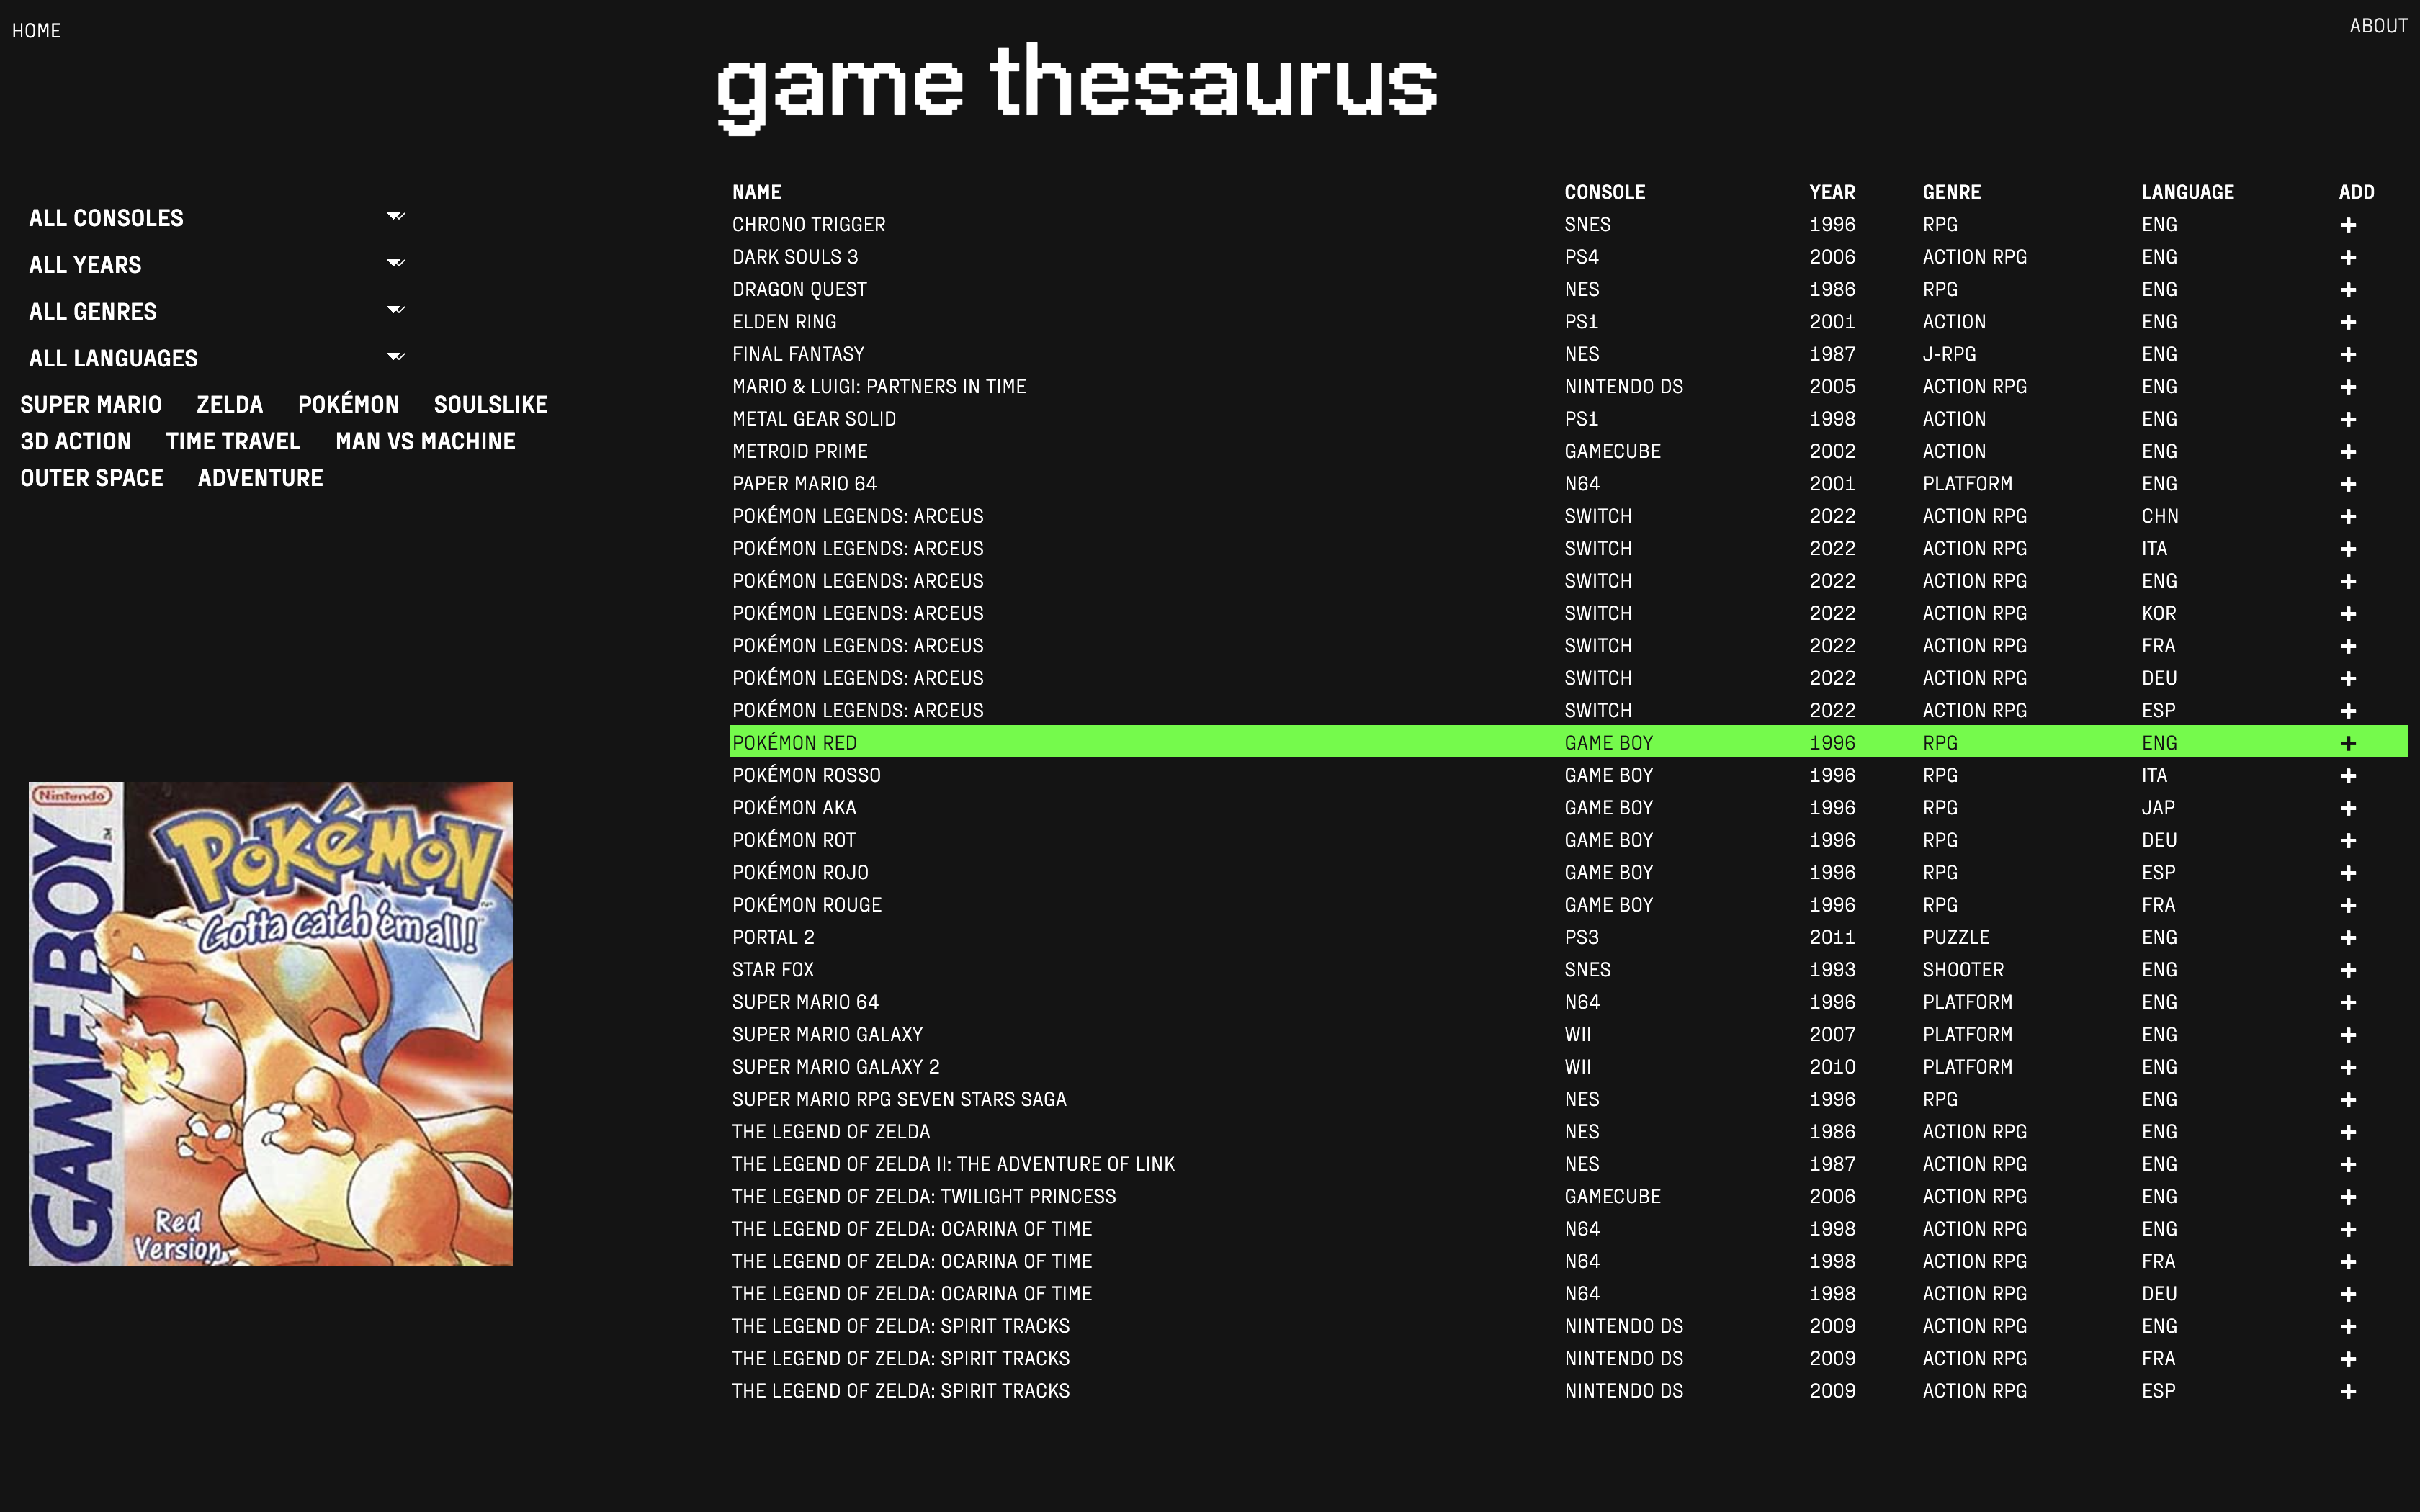 HOME
ABOUT
game thesaurus
ALL CONSOLES
ALL YEARS
ALL GENRES
ALL LANGUAGES
SUPER MARIO ZELDA POKÉMON SOULSLIKE
3D ACTION TIME TRAVEL MAN VS MACHINE
OUTER SPACE ADVENTURE
Nintendo
GAME BOY
TM
POKéMON
Gotta catch 'em all!
Red
Version
NAME CONSOLE YEAR GENRE LANGUAGE ADD
CHRONO TRIGGER SNES 1996 RPG ENG +
DARK SOULS 3 PS4 2006 ACTION RPG ENG +
DRAGON QUEST NES 1986 RPG ENG +
ELDEN RING PS1 2001 ACTION ENG +
FINAL FANTASY NES 1987 J-RPG ENG +
MARIO & LUIGI: PARTNERS IN TIME NINTENDO DS 2005 ACTION RPG ENG +
METAL GEAR SOLID PS1 1998 ACTION ENG +
METROID PRIME GAMECUBE 2002 ACTION ENG +
PAPER MARIO 64 N64 2001 PLATFORM ENG +
POKÉMON LEGENDS: ARCEUS SWITCH 2022 ACTION RPG CHN +
POKÉMON LEGENDS: ARCEUS SWITCH 2022 ACTION RPG ITA +
POKÉMON LEGENDS: ARCEUS SWITCH 2022 ACTION RPG ENG +
POKÉMON LEGENDS: ARCEUS SWITCH 2022 ACTION RPG KOR +
POKÉMON LEGENDS: ARCEUS SWITCH 2022 ACTION RPG FRA +
POKÉMON LEGENDS: ARCEUS SWITCH 2022 ACTION RPG DEU +
POKÉMON LEGENDS: ARCEUS SWITCH 2022 ACTION RPG ESP +
POKÉMON RED GAME BOY 1996 RPG ENG +
POKÉMON ROSSO GAME BOY 1996 RPG ITA +
POKÉMON AKA GAME BOY 1996 RPG JAP +
POKÉMON ROT GAME BOY 1996 RPG DEU +
POKÉMON ROJO GAME BOY 1996 RPG ESP +
POKÉMON ROUGE GAME BOY 1996 RPG FRA +
PORTAL 2 PS3 2011 PUZZLE ENG +
STAR FOX SNES 1993 SHOOTER ENG +
SUPER MARIO 64 N64 1996 PLATFORM ENG +
SUPER MARIO GALAXY WII 2007 PLATFORM ENG +
SUPER MARIO GALAXY 2 WII 2010 PLATFORM ENG +
SUPER MARIO RPG SEVEN STARS SAGA NES 1996 RPG ENG +
THE LEGEND OF ZELDA NES 1986 ACTION RPG ENG +
THE LEGEND OF ZELDA II: THE ADVENTURE OF LINK NES 1987 ACTION RPG ENG +
THE LEGEND OF ZELDA: TWILIGHT PRINCESS GAMECUBE 2006 ACTION RPG ENG +
THE LEGEND OF ZELDA: OCARINA OF TIME N64 1998 ACTION RPG ENG +
THE LEGEND OF ZELDA: OCARINA OF TIME N64 1998 ACTION RPG FRA +
THE LEGEND OF ZELDA: OCARINA OF TIME N64 1998 ACTION RPG DEU +
THE LEGEND OF ZELDA: SPIRIT TRACKS NINTENDO DS 2009 ACTION RPG ENG +
THE LEGEND OF ZELDA: SPIRIT TRACKS NINTENDO DS 2009 ACTION RPG FRA +
THE LEGEND OF ZELDA: SPIRIT TRACKS NINTENDO DS 2009 ACTION RPG ESP +